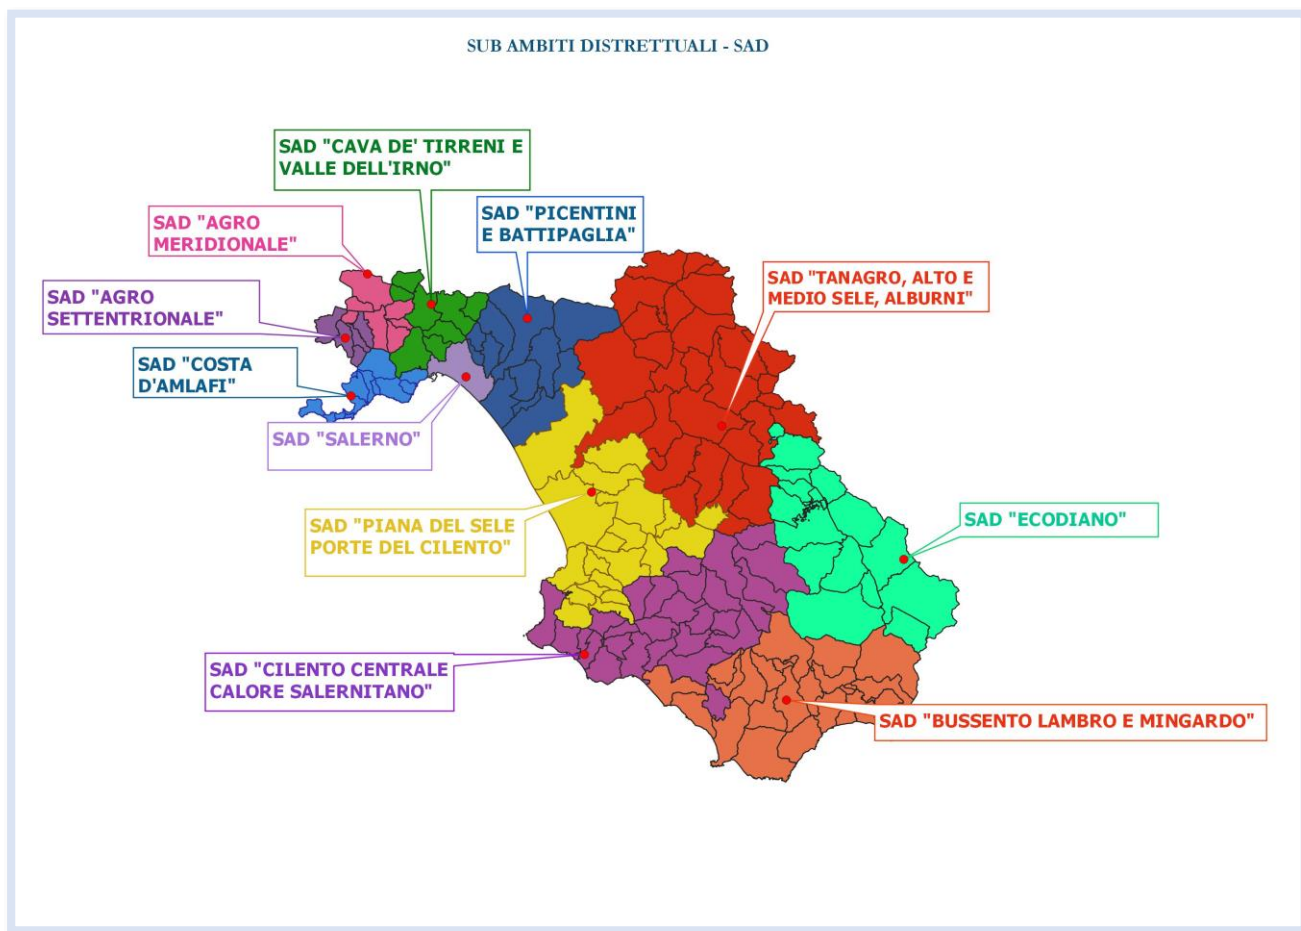 SUB AMBITI DISTRETTUALI - SAD
SAD "CAVA DE' TIRRENI E
VALLE DELL'IRNO"
SAD "PICENTINI
E BATTIPAGLIA"
SAD "AGRO
MERIDIONALE"
SAD "TANAGRO, ALTO E
MEDIO SELE, ALBURNI"
SAD "AGRO
SETTENTRIONALE"
SAD "COSTA
D'AMLAFI"
SAD "SALERNO"
SAD "PIANA DEL SELE
PORTE DEL CILENTO"
SAD "ECODIANO"
SAD "CILENTO CENTRALE
CALORE SALERNITANO"
SAD "BUSSENTO LAMBRO E MINGARDO"